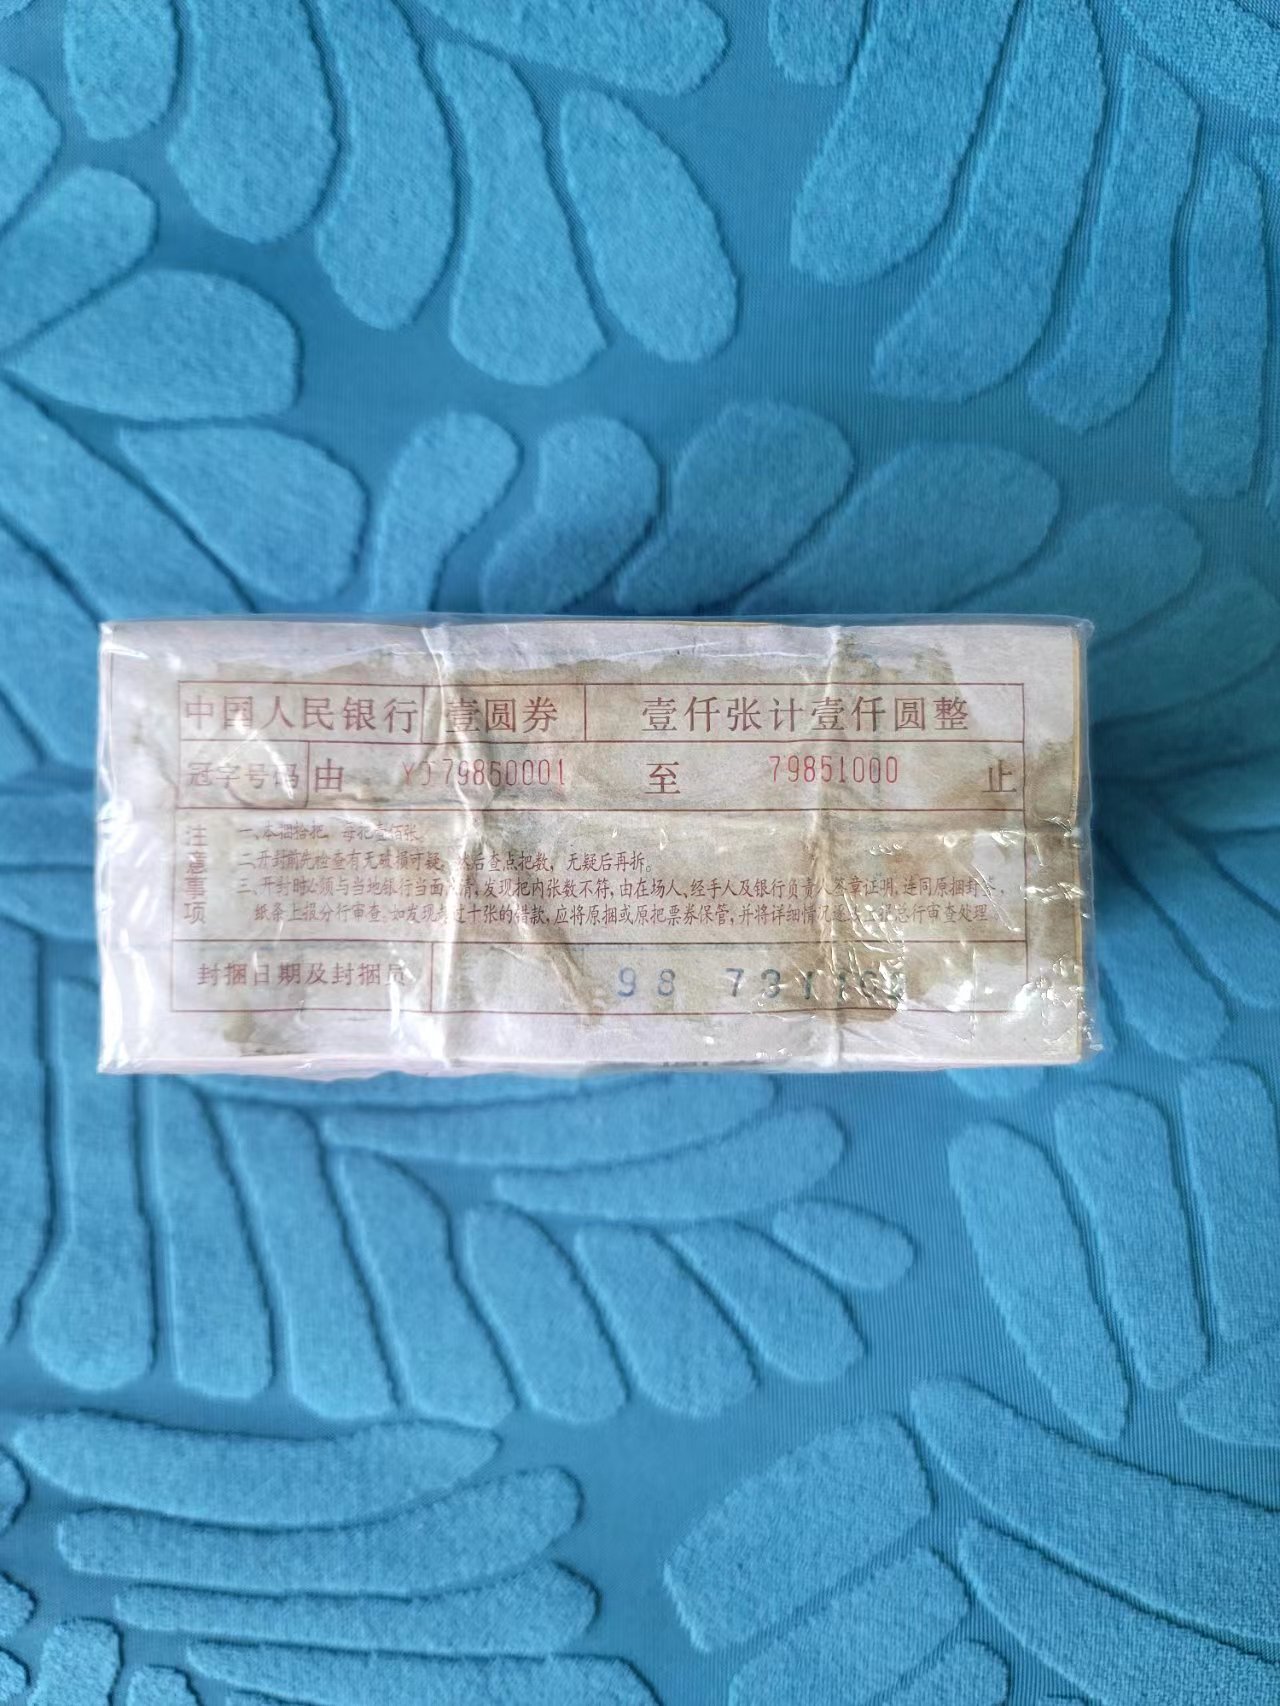 中国人民银行 壹圆券 壹仟张计壹仟圆整
冠字号码 由 YJ 79850001 至 79851000 止
注意事项
一、本捆拾把，每把壹佰张。
二、开封前先检查有无破损可疑，然后查点把数，无疑后再拆。
三、开封时必须与当地银行当面点清，发现把内张数不符，由在场人、经手人及银行负责人签章证明，连同原捆封签、
纸条上报分行审查。如发现超过十张的错款，应将原捆或原把票券保管，并将详细情况逐级上报总行审查处理。
封捆日期及封捆员 98